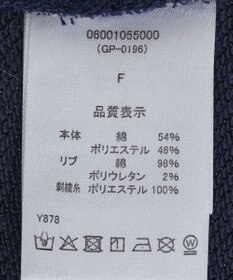 06001055000
(GP-0196)
F
品質表示
本体 綿 54%
ポリエステル 46%
リブ 綿 98%
ポリウレタン 2%
刺繍糸 ポリエステル 100%
Y878